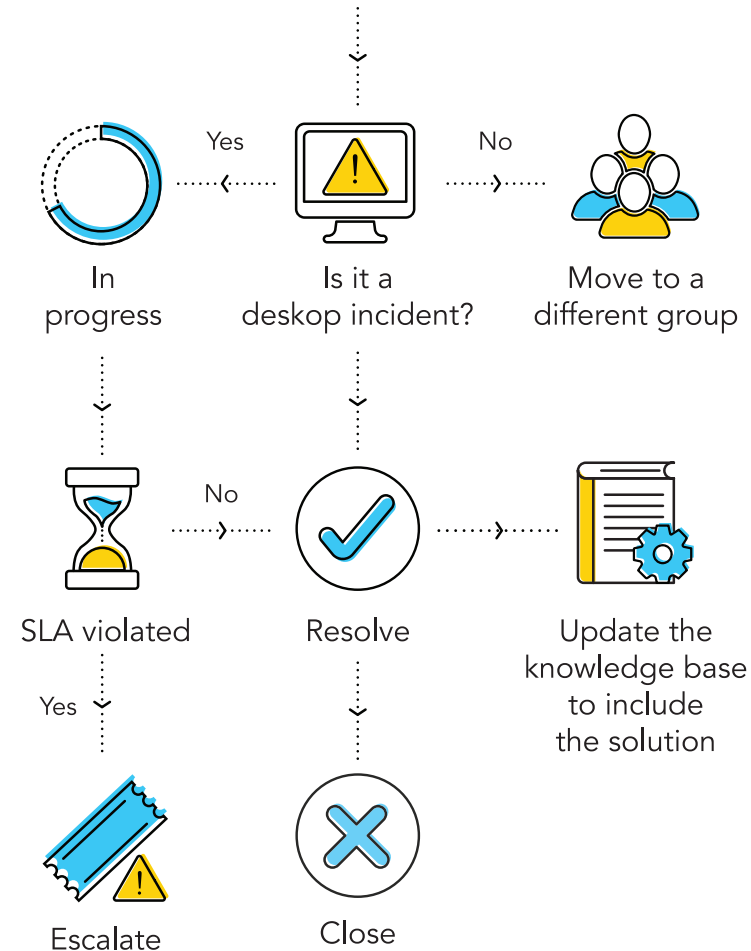 Yes
No
In
progress
Is it a
deskop incident?
Move to a
different group
No
SLA violated
Resolve
Update the
knowledge base
to include
the solution
Yes
Escalate
Close